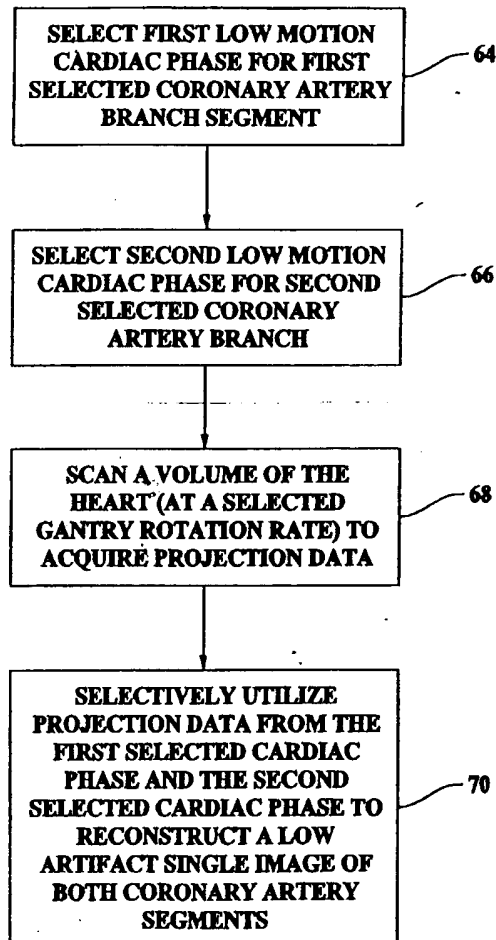 SELECT FIRST LOW MOTION
CARDIAC PHASE FOR FIRST
SELECTED CORONARY ARTERY
BRANCH SEGMENT
64
SELECT SECOND LOW MOTION
CARDIAC PHASE FOR SECOND
SELECTED CORONARY
ARTERY BRANCH
66
SCAN A VOLUME OF THE
HEART (AT A SELECTED
GANTRY ROTATION RATE) TO
ACQUIRE PROJECTION DATA
68
SELECTIVELY UTILIZE
PROJECTION DATA FROM THE
FIRST SELECTED CARDIAC
PHASE AND THE SECOND
SELECTED CARDIAC PHASE TO
RECONSTRUCT A LOW
ARTIFACT SINGLE IMAGE OF
BOTH CORONARY ARTERY
SEGMENTS
70